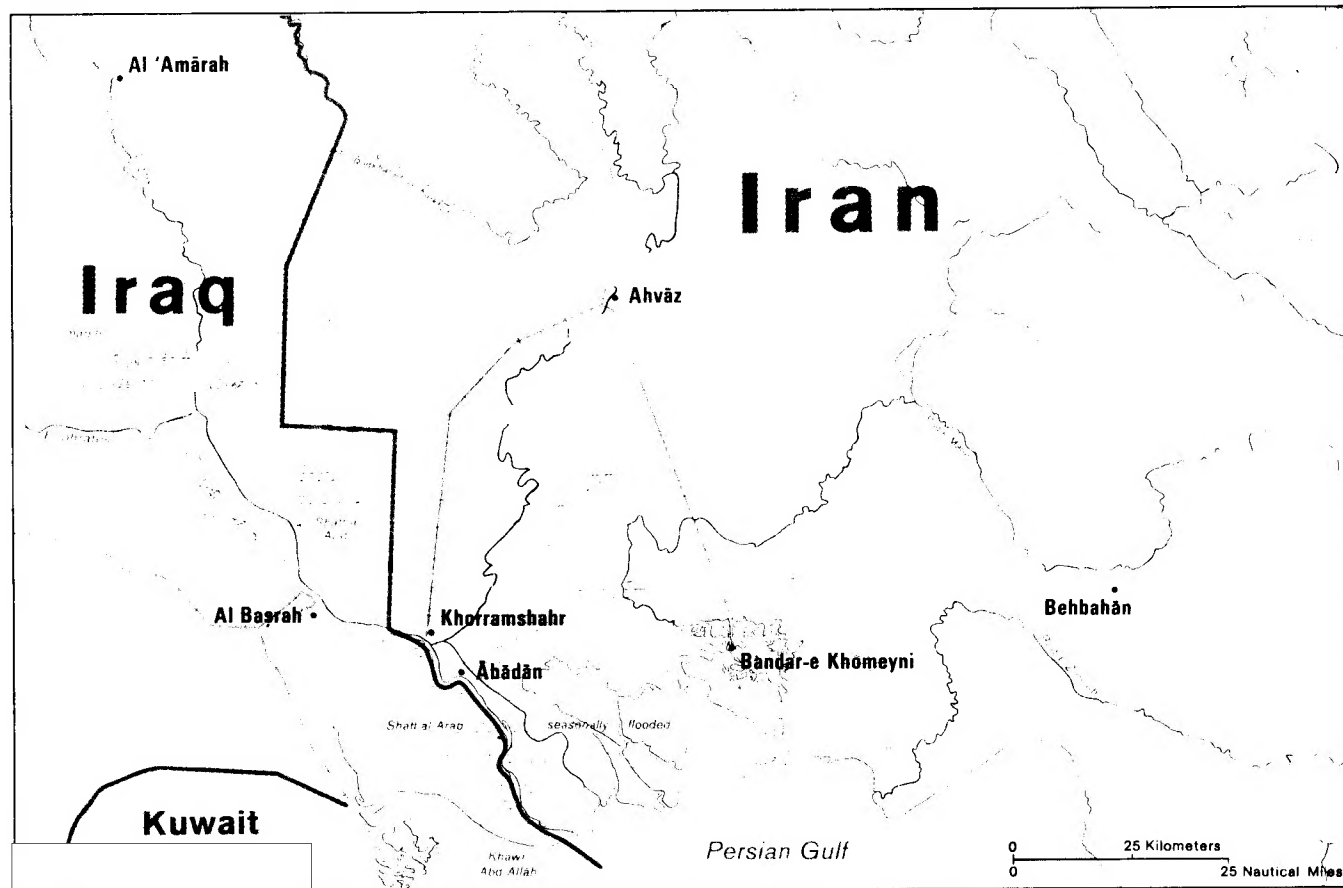 Al 'Amārah
Iran
Iraq
Ahvāz
Al Baṣrah
Khorramshahr
Behbahān
Bandar-e Khomeyni
Ābādān
Shatt al Arab
seasonally flooded
Kuwait
Persian Gulf
Khawr
Abd Allāh
0 25 Kilometers
0 25 Nautical Miles